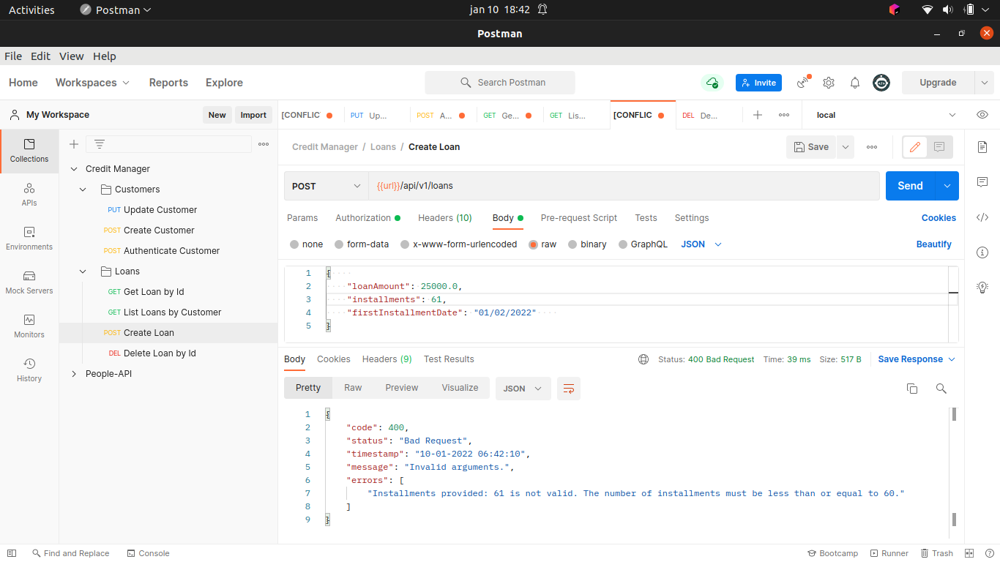 Activities Postman jan 10 18:42
Postman
File Edit View Help
Home Workspaces Reports Explore Search Postman Invite Upgrade
My Workspace New Import [CONFLIC PUT Up... POST A... GET Ge... GET Lis... [CONFLIC DEL De... local
Collections
APIs
Environments
Mock Servers
Monitors
History
Credit Manager
Customers
PUT Update Customer
POST Create Customer
POST Authenticate Customer
Loans
GET Get Loan by Id
GET List Loans by Customer
POST Create Loan
DEL Delete Loan by Id
People-API
Credit Manager / Loans / Create Loan Save
POST {{url}}/api/v1/loans Send
Params Authorization Headers (10) Body Pre-request Script Tests Settings Cookies
none form-data x-www-form-urlencoded raw binary GraphQL JSON Beautify
1 {
2 "loanAmount": 25000.0,
3 "installments": 61,
4 "firstInstallmentDate": "01/02/2022"
5 }
Body Cookies Headers (9) Test Results Status: 400 Bad Request Time: 39 ms Size: 517 B Save Response
Pretty Raw Preview Visualize JSON
1 {
2 "code": 400,
3 "status": "Bad Request",
4 "timestamp": "10-01-2022 06:42:10",
5 "message": "Invalid arguments.",
6 "errors": [
7 "Installments provided: 61 is not valid. The number of installments must be less than or equal to 60."
8 ]
9 }
Find and Replace Console Bootcamp Runner Trash